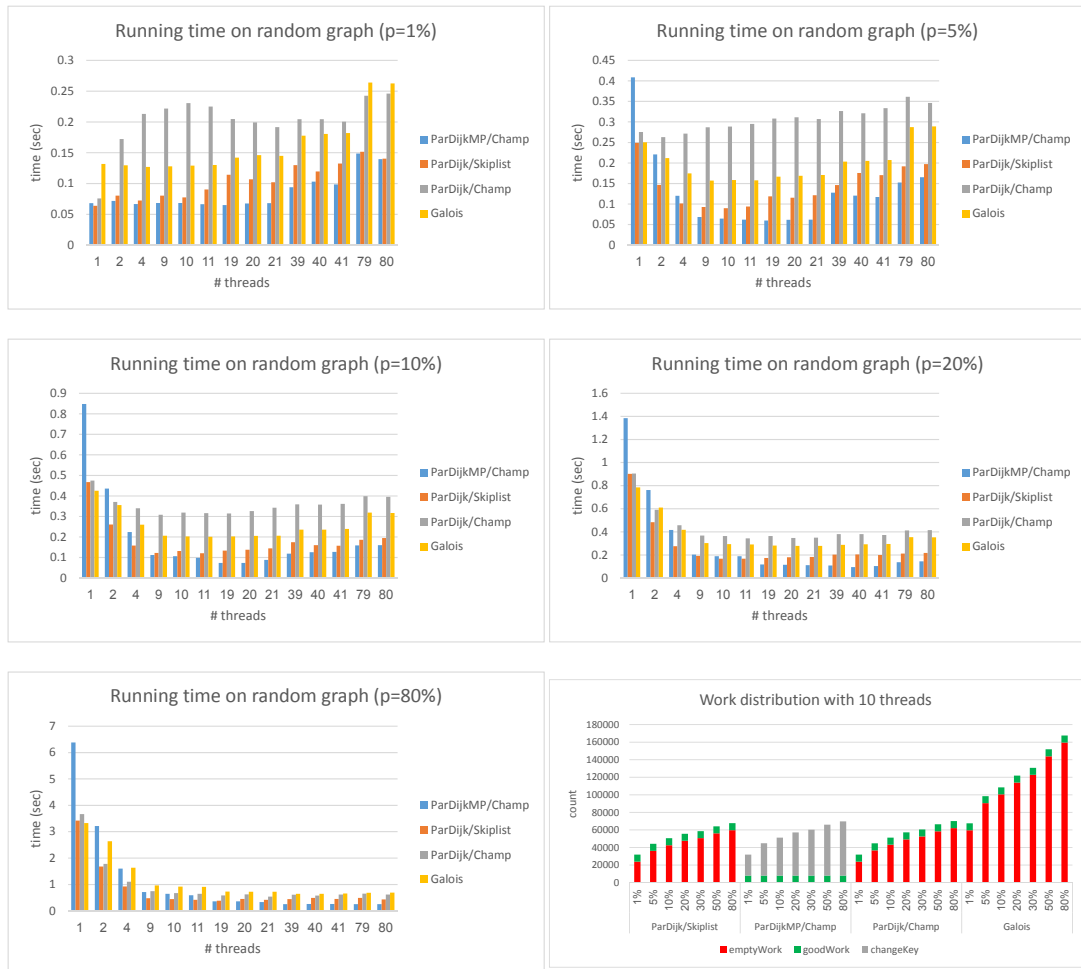 Running time on random graph (p=1%)
0.3
0.25
0.2
0.15
0.1
0.05
0
time (sec)
1 2 4 9 10 11 19 20 21 39 40 41 79 80
# threads
ParDijkMP/Champ
ParDijk/Skiplist
ParDijk/Champ
Galois
Running time on random graph (p=5%)
0.45
0.4
0.35
0.3
0.25
0.2
0.15
0.1
0.05
0
time (sec)
1 2 4 9 10 11 19 20 21 39 40 41 79 80
# threads
ParDijkMP/Champ
ParDijk/Skiplist
ParDijk/Champ
Galois
Running time on random graph (p=10%)
0.9
0.8
0.7
0.6
0.5
0.4
0.3
0.2
0.1
0
time (sec)
1 2 4 9 10 11 19 20 21 39 40 41 79 80
# threads
ParDijkMP/Champ
ParDijk/Skiplist
ParDijk/Champ
Galois
Running time on random graph (p=20%)
1.6
1.4
1.2
1
0.8
0.6
0.4
0.2
0
time (sec)
1 2 4 9 10 11 19 20 21 39 40 41 79 80
# threads
ParDijkMP/Champ
ParDijk/Skiplist
ParDijk/Champ
Galois
Running time on random graph (p=80%)
7
6
5
4
3
2
1
0
time (sec)
1 2 4 9 10 11 19 20 21 39 40 41 79 80
# threads
ParDijkMP/Champ
ParDijk/Skiplist
ParDijk/Champ
Galois
Work distribution with 10 threads
180000
160000
140000
120000
100000
80000
60000
40000
20000
0
count
1% 5% 10% 20% 30% 50% 80% 1% 5% 10% 20% 30% 50% 80% 1% 5% 10% 20% 30% 50% 80% 1% 5% 10% 20% 30% 50% 80%
ParDijk/Skiplist ParDijkMP/Champ ParDijk/Champ Galois
emptyWork goodWork changeKey